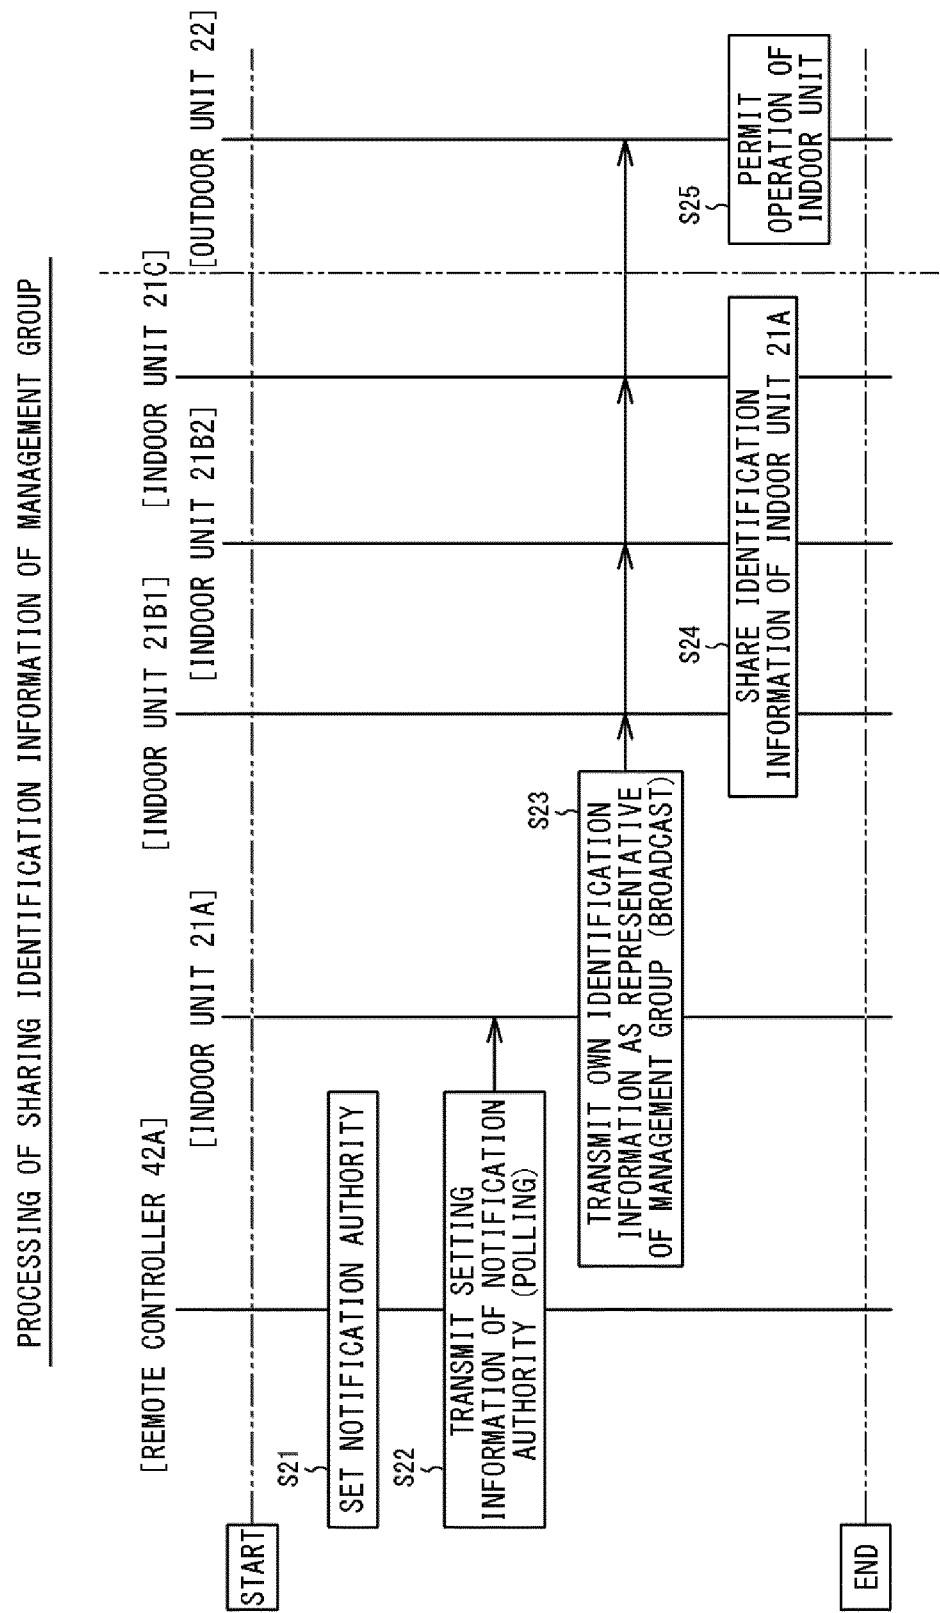 PROCESSING OF SHARING IDENTIFICATION INFORMATION OF MANAGEMENT GROUP
[REMOTE CONTROLLER 42A]
[INDOOR UNIT 21A]
[INDOOR UNIT 21B1]
[INDOOR UNIT 21B2]
[INDOOR UNIT 21C]
[OUTDOOR UNIT 22]
START
S21
SET NOTIFICATION AUTHORITY
S22
TRANSMIT SETTING
INFORMATION OF NOTIFICATION
AUTHORITY (POLLING)
S23
TRANSMIT OWN IDENTIFICATION
INFORMATION AS REPRESENTATIVE
OF MANAGEMENT GROUP (BROADCAST)
S24
SHARE IDENTIFICATION
INFORMATION OF INDOOR UNIT 21A
S25
PERMIT
OPERATION OF
INDOOR UNIT
END